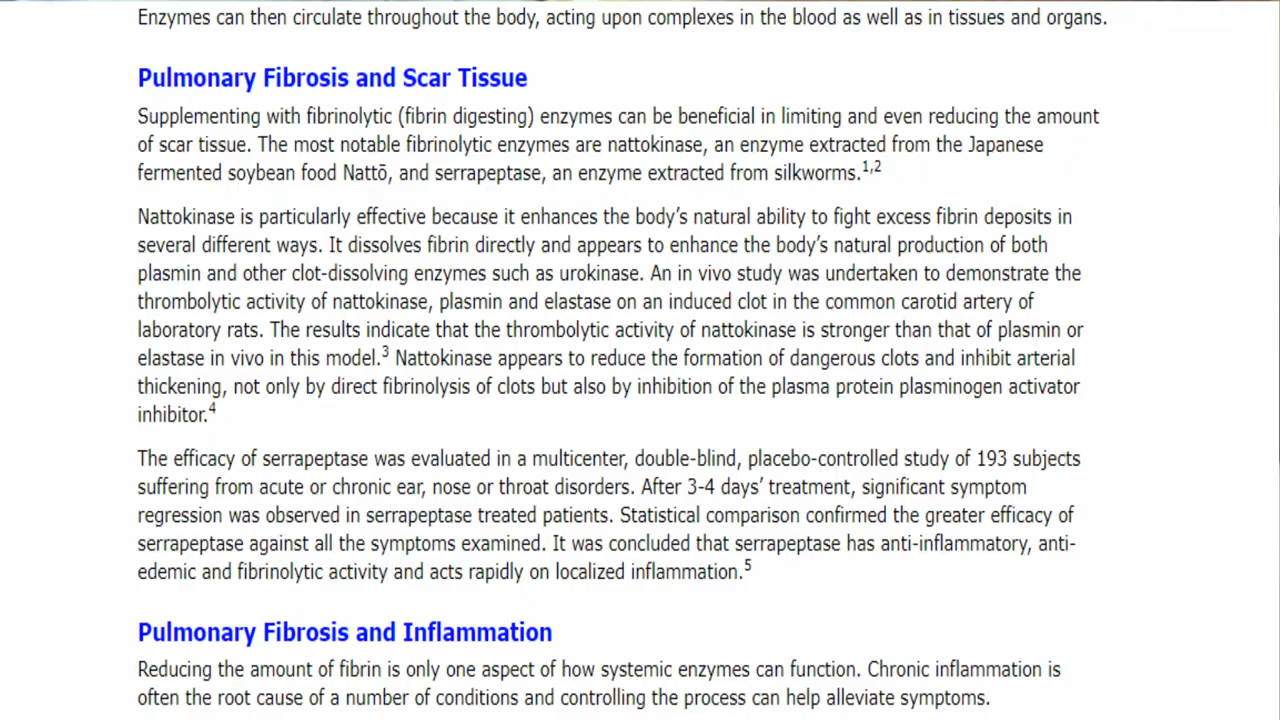 Enzymes can then circulate throughout the body, acting upon complexes in the blood as well as in tissues and organs.
Pulmonary Fibrosis and Scar Tissue
Supplementing with fibrinolytic (fibrin digesting) enzymes can be beneficial in limiting and even reducing the amount
of scar tissue. The most notable fibrinolytic enzymes are nattokinase, an enzyme extracted from the Japanese
fermented soybean food Nattō, and serrapeptase, an enzyme extracted from silkworms.1,2
Nattokinase is particularly effective because it enhances the body’s natural ability to fight excess fibrin deposits in
several different ways. It dissolves fibrin directly and appears to enhance the body’s natural production of both
plasmin and other clot-dissolving enzymes such as urokinase. An in vivo study was undertaken to demonstrate the
thrombolytic activity of nattokinase, plasmin and elastase on an induced clot in the common carotid artery of
laboratory rats. The results indicate that the thrombolytic activity of nattokinase is stronger than that of plasmin or
elastase in vivo in this model.3 Nattokinase appears to reduce the formation of dangerous clots and inhibit arterial
thickening, not only by direct fibrinolysis of clots but also by inhibition of the plasma protein plasminogen activator
inhibitor.4
The efficacy of serrapeptase was evaluated in a multicenter, double-blind, placebo-controlled study of 193 subjects
suffering from acute or chronic ear, nose or throat disorders. After 3-4 days’ treatment, significant symptom
regression was observed in serrapeptase treated patients. Statistical comparison confirmed the greater efficacy of
serrapeptase against all the symptoms examined. It was concluded that serrapeptase has anti-inflammatory, anti-
edemic and fibrinolytic activity and acts rapidly on localized inflammation.5
Pulmonary Fibrosis and Inflammation
Reducing the amount of fibrin is only one aspect of how systemic enzymes can function. Chronic inflammation is
often the root cause of a number of conditions and controlling the process can help alleviate symptoms.